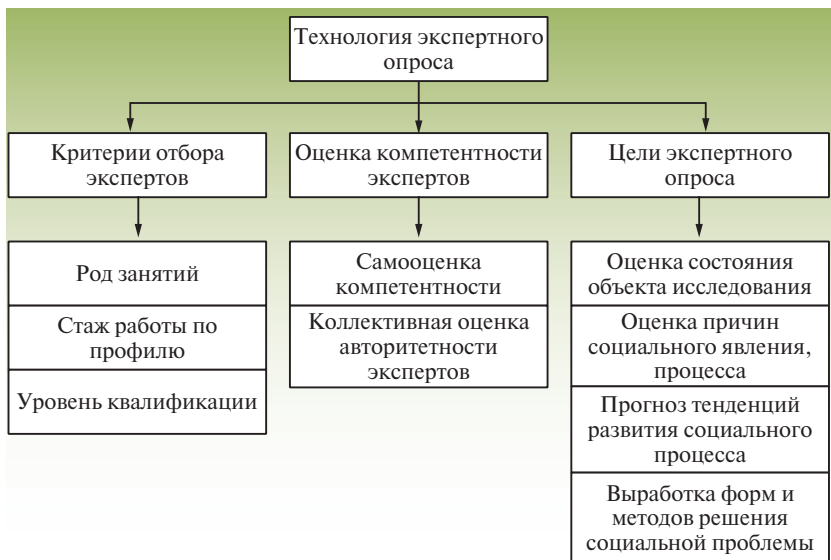 Технология экспертного
опроса
Критерии отбора
экспертов
Оценка компетентности
экспертов
Цели экспертного
опроса
Род занятий
Стаж работы по
профилю
Уровень квалификации
Самооценка
компетентности
Коллективная оценка
авторитетности
экспертов
Оценка состояния
объекта исследования
Оценка причин
социального явления,
процесса
Прогноз тенденций
развития социального
процесса
Выработка форм и
методов решения
социальной проблемы